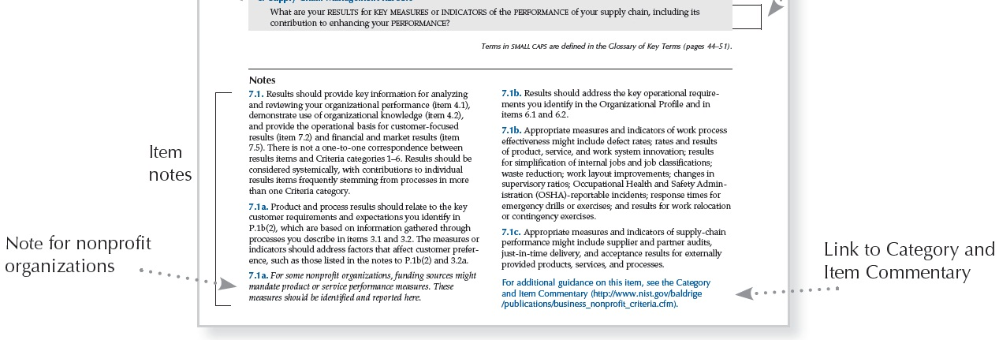 What are your RESULTS for KEY MEASURES or INDICATORS of the PERFORMANCE of your supply chain, including its
contribution to enhancing your PERFORMANCE?
Terms in SMALL CAPS are defined in the Glossary of Key Terms (pages 44–51).
Notes
7.1. Results should provide key information for analyzing
and reviewing your organizational performance (item 4.1),
demonstrate use of organizational knowledge (item 4.2),
and provide the operational basis for customer-focused
results (item 7.2) and financial and market results (item
7.5). There is not a one-to-one correspondence between
results items and Criteria categories 1–6. Results should be
considered systemically, with contributions to individual
results items frequently stemming from processes in more
than one Criteria category.
7.1a. Product and process results should relate to the key
customer requirements and expectations you identify in
P.1b(2), which are based on information gathered through
processes you describe in items 3.1 and 3.2. The measures or
indicators should address factors that affect customer prefer-
ence, such as those listed in the notes to P.1b(2) and 3.2a.
7.1a. For some nonprofit organizations, funding sources might
mandate product or service performance measures. These
measures should be identified and reported here.
7.1b. Results should address the key operational require-
ments you identify in the Organizational Profile and in
items 6.1 and 6.2.
7.1b. Appropriate measures and indicators of work process
effectiveness might include defect rates; rates and results
of product, service, and work system innovation; results
for simplification of internal jobs and job classifications;
waste reduction; work layout improvements; changes in
supervisory ratios; Occupational Health and Safety Admin-
istration (OSHA)-reportable incidents; response times for
emergency drills or exercises; and results for work relocation
or contingency exercises.
7.1c. Appropriate measures and indicators of supply-chain
performance might include supplier and partner audits,
just-in-time delivery, and acceptance results for externally
provided products, services, and processes.
For additional guidance on this item, see the Category
and Item Commentary (http://www.nist.gov/baldrige
/publications/business_nonprofit_criteria.cfm).
Item
notes
Note for nonprofit
organizations
Link to Category and
Item Commentary